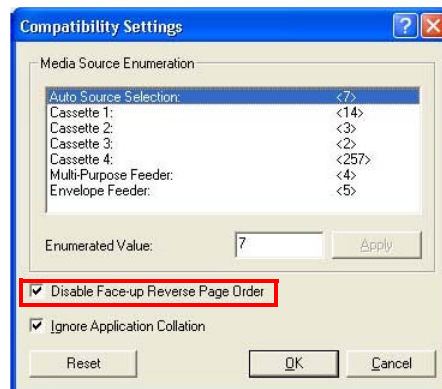 Compatibility Settings
Media Source Enumeration
Auto Source Selection: <7>
Cassette 1: <14>
Cassette 2: <3>
Cassette 3: <2>
Cassette 4: <257>
Multi-Purpose Feeder: <4>
Envelope Feeder: <5>
Enumerated Value: 7 Apply
Disable Face-up Reverse Page Order
Ignore Application Collation
Reset OK Cancel